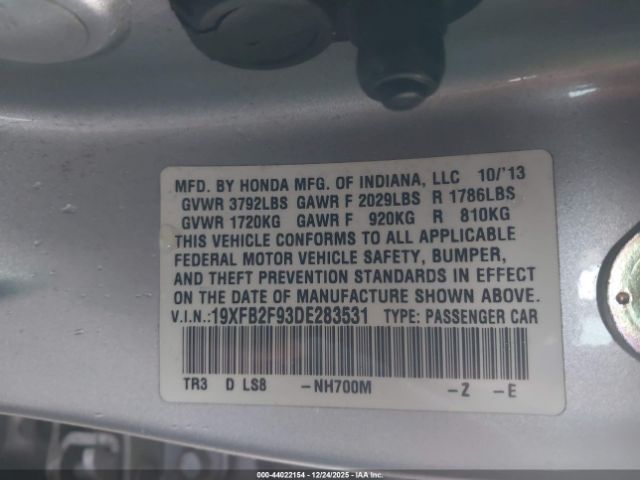 MFD. BY HONDA MFG. OF INDIANA, LLC 10/'13
GVWR 3792LBS GAWR F 2029LBS R 1786LBS
GVWR 1720KG GAWR F 920KG R 810KG
THIS VEHICLE CONFORMS TO ALL APPLICABLE
FEDERAL MOTOR VEHICLE SAFETY, BUMPER,
AND THEFT PREVENTION STANDARDS IN EFFECT
ON THE DATE OF MANUFACTURE SHOWN ABOVE.
V.I.N.:19XFB2F93DE283531 TYPE: PASSENGER CAR
TR3 D LS8 -NH700M -Z -E
000-44022154 - 12/24/2025 - IAAI.com